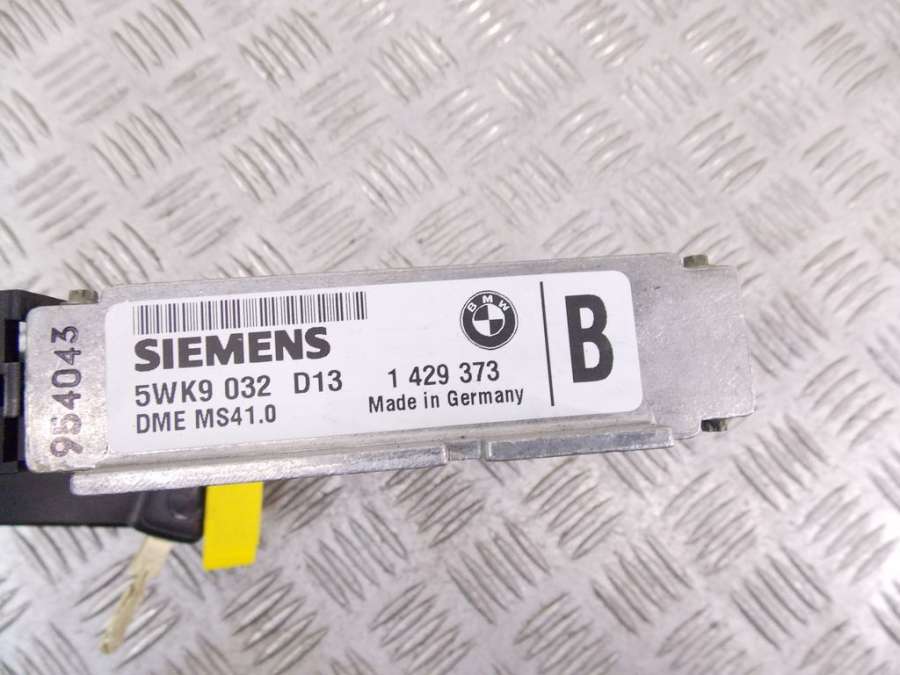 SIEMENS
BMW
5WK9 032 D13
1 429 373
DME MS41.0
Made in Germany
B
954043